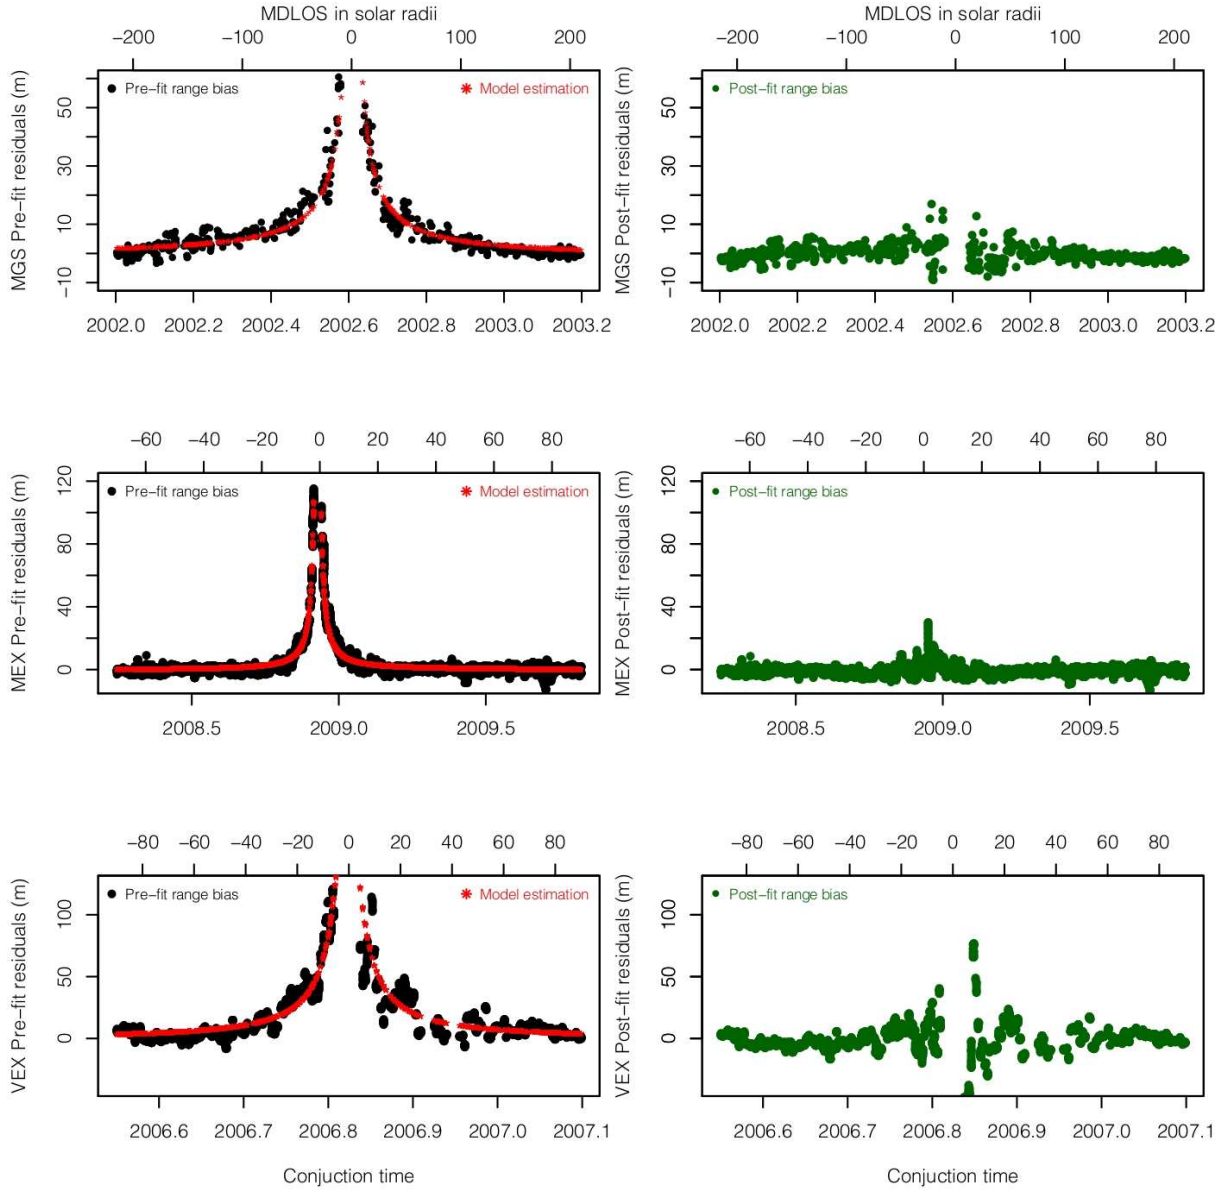 MDLOS in solar radii MDLOS in solar radii
−200 −100 0 100 200 −200 −100 0 100 200
MGS Pre−fit residuals (m)
−10 10 30 50
Pre−fit range bias Model estimation
2002.0 2002.2 2002.4 2002.6 2002.8 2003.0 2003.2
MGS Post−fit residuals (m)
−10 10 30 50
Post−fit range bias
2002.0 2002.2 2002.4 2002.6 2002.8 2003.0 2003.2
−60 −40 −20 0 20 40 60 80
MEX Pre−fit residuals (m)
0 40 80 120
Pre−fit range bias Model estimation
2008.5 2009.0 2009.5
−60 −40 −20 0 20 40 60 80
MEX Post−fit residuals (m)
0 40 80 120
Post−fit range bias
2008.5 2009.0 2009.5
−80 −60 −40 −20 0 20 40 60 80
VEX Pre−fit residuals (m)
0 50 100
Pre−fit range bias Model estimation
2006.6 2006.7 2006.8 2006.9 2007.0 2007.1
Conjuction time
−80 −60 −40 −20 0 20 40 60 80
VEX Post−fit residuals (m)
0 50 100
Post−fit range bias
2006.6 2006.7 2006.8 2006.9 2007.0 2007.1
Conjuction time